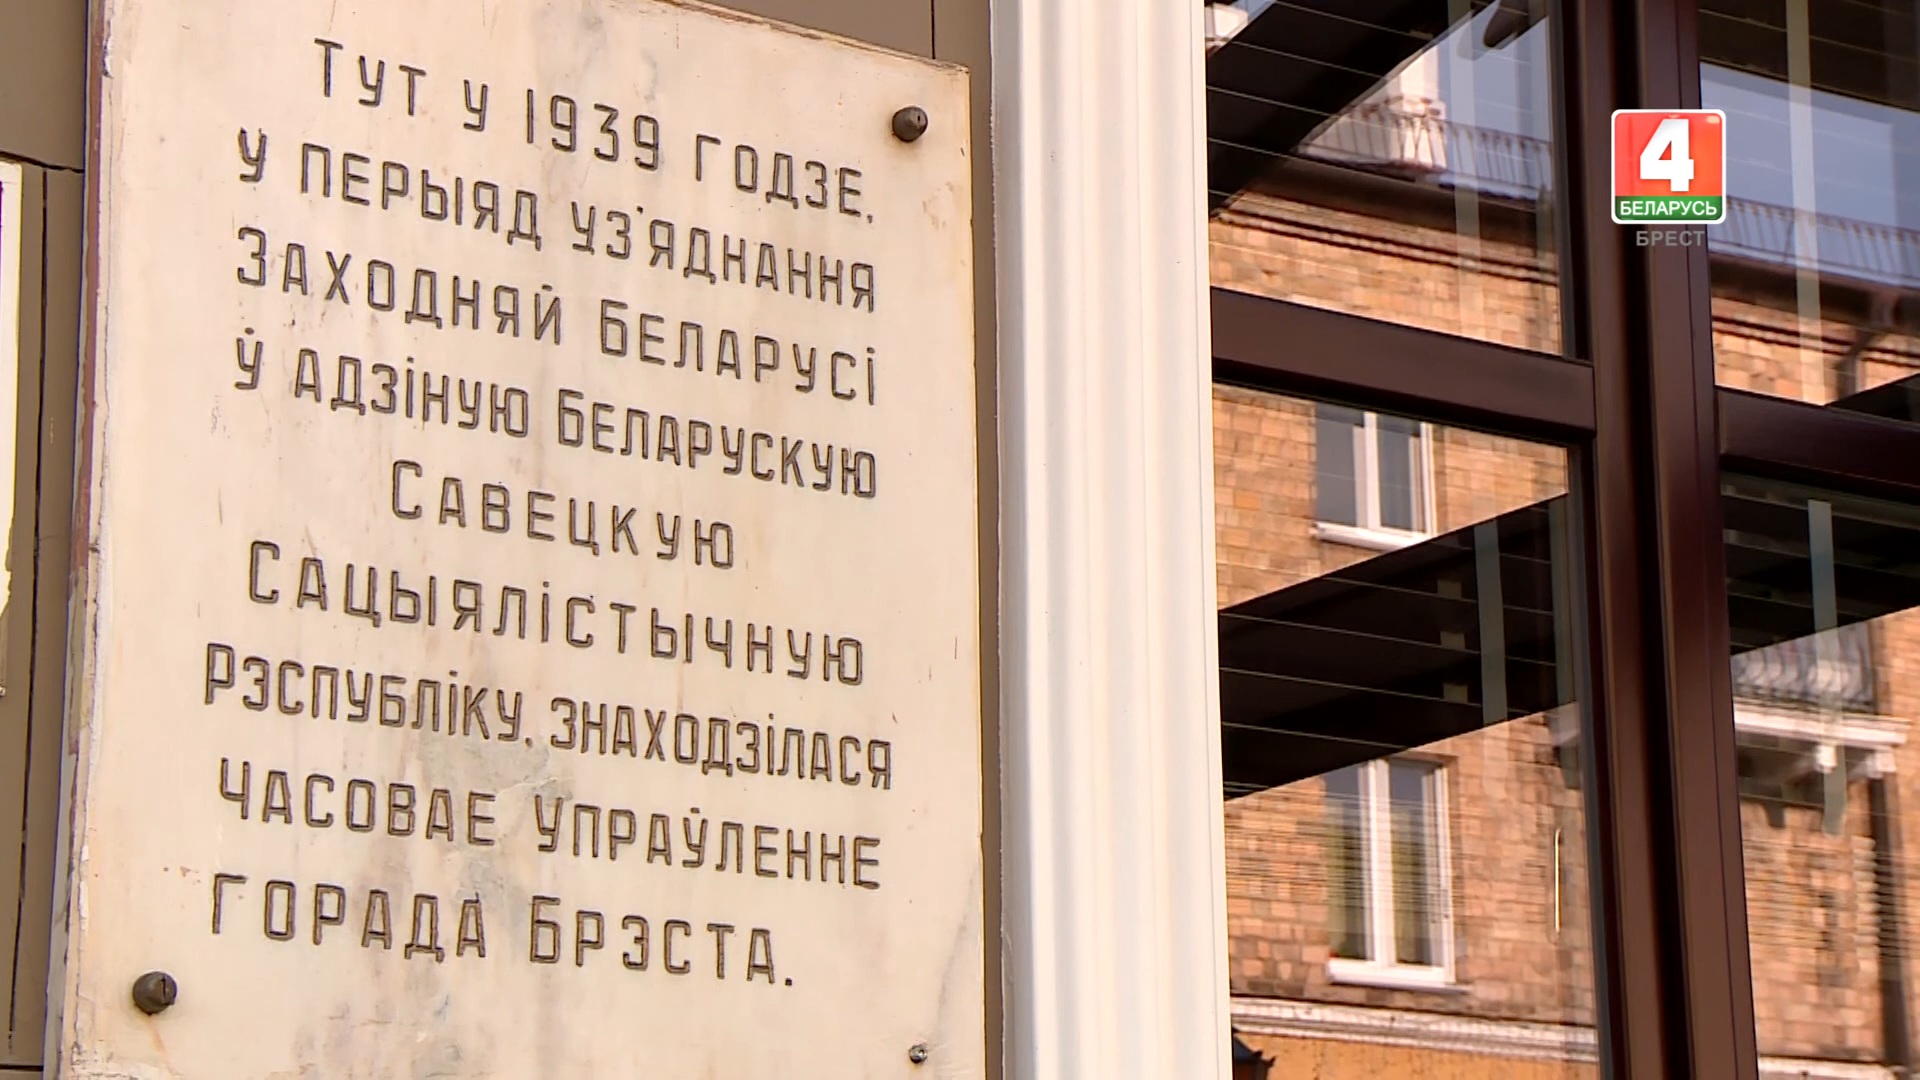 Тут у 1939 годзе,
у перыяд уз'яднання
Заходняй Беларусі
ў адзіную Беларускую
Савецкую
Сацыялістычную
Рэспубліку, знаходзілася
часовае упраўленне
горада Брэста.
4
БЕЛАРУСЬ
БРЕСТ